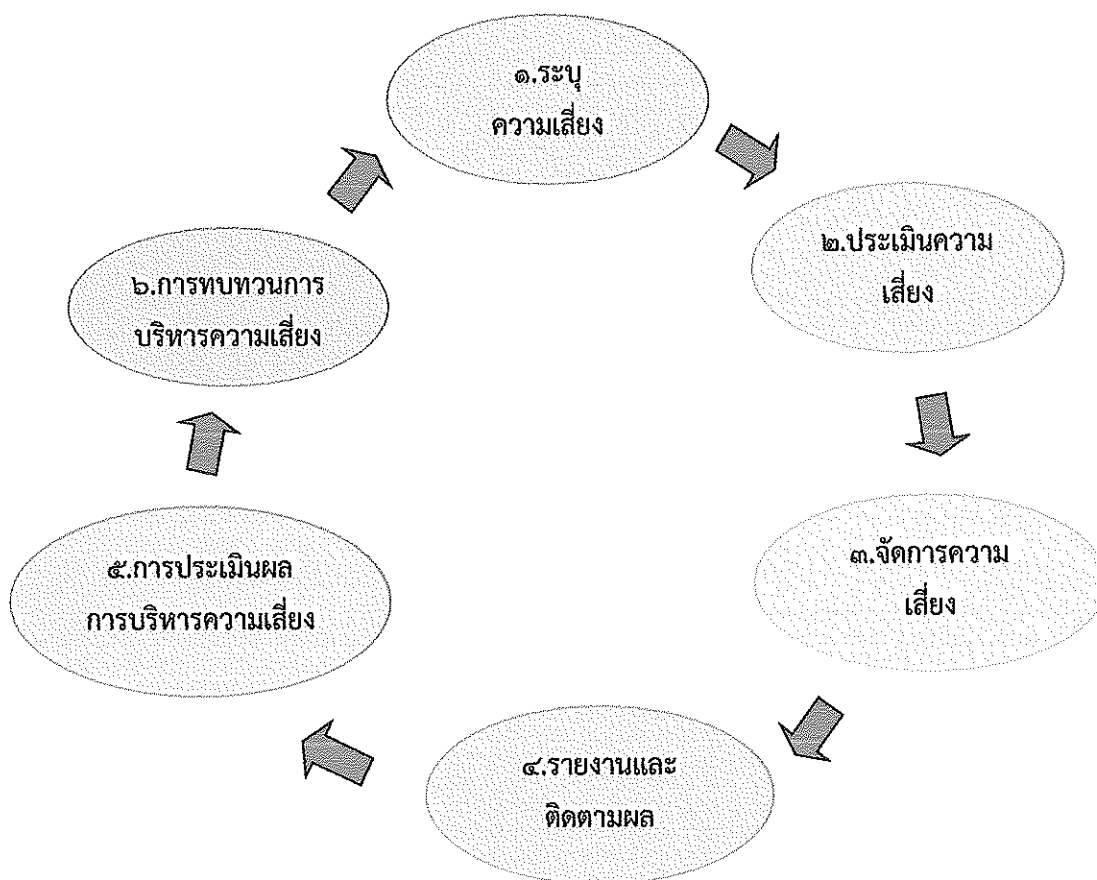 ๑.ระบุ
ความเสี่ยง
๒.ประเมินความ
เสี่ยง
๓.จัดการความ
เสี่ยง
๔.รายงานและ
ติดตามผล
๕.การประเมินผล
การบริหารความเสี่ยง
๖.การทบทวนการ
บริหารความเสี่ยง